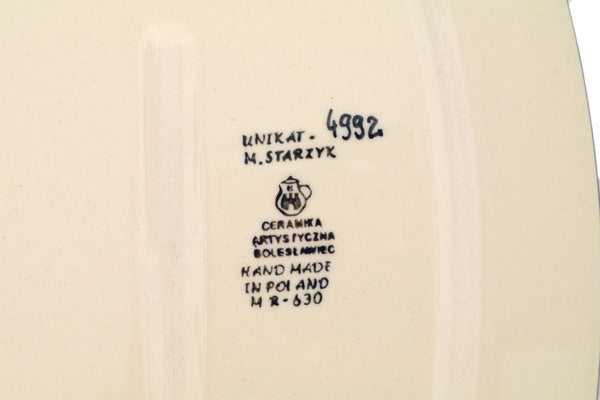 UNIKAT - 4992
M. STARZYK
B
CERAMIKA
ARTYSTYCZNA
BOLESŁAWIEC
HAND MADE
IN POLAND
M R - 630